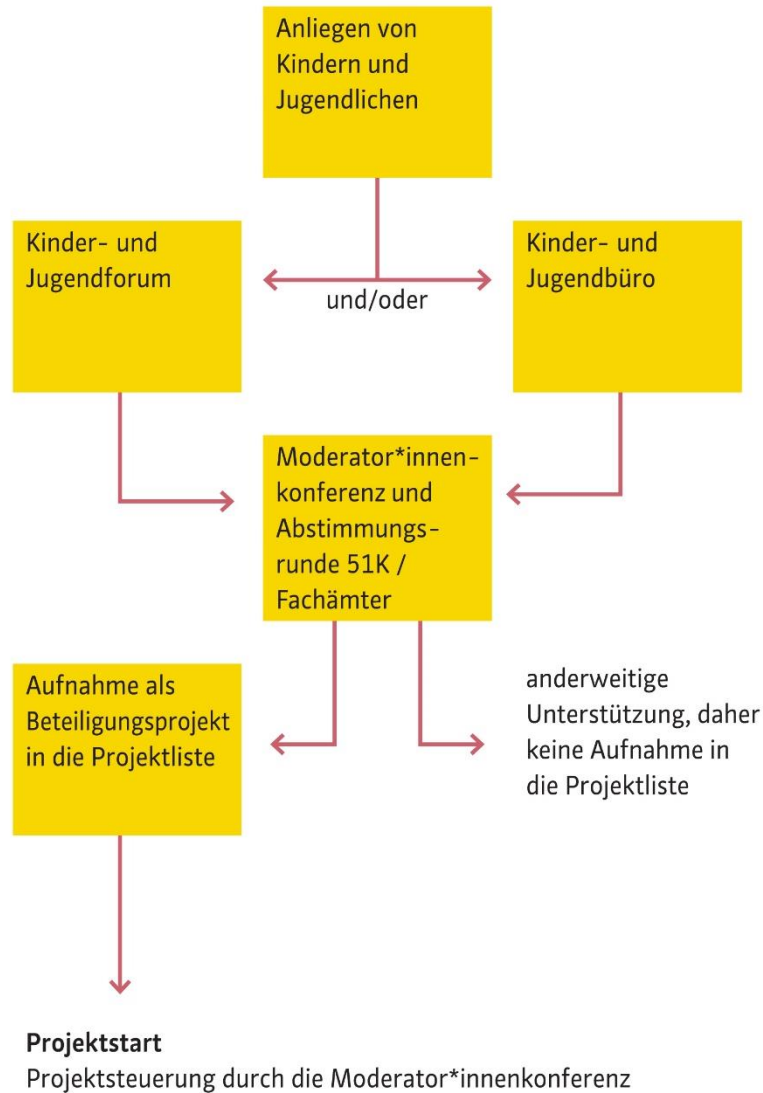 Anliegen von
Kindern und
Jugendlichen
Kinder- und
Jugendforum
und/oder
Kinder- und
Jugendbüro
Moderator*innen-
konferenz und
Abstimmungs-
runde 51K /
Fachämter
Aufnahme als
Beteiligungsprojekt
in die Projektliste
anderweitige
Unterstützung, daher
keine Aufnahme in
die Projektliste
Projektstart
Projektsteuerung durch die Moderator*innenkonferenz